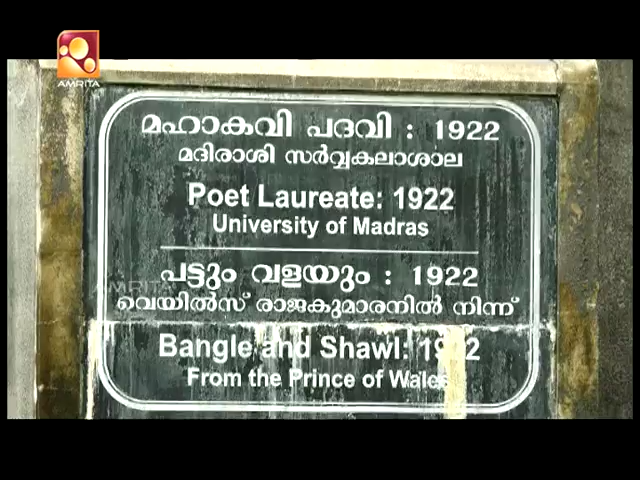 AMRITA
മഹാകവി പദവി : 1922
മദിരാശി സർവ്വകലാശാല
Poet Laureate: 1922
University of Madras
പട്ടും വളയും : 1922
AMRITA
വെയിൽസ് രാജകുമാരനിൽ നിന്ന്
Bangle and Shawl: 1922
From the Prince of Wales